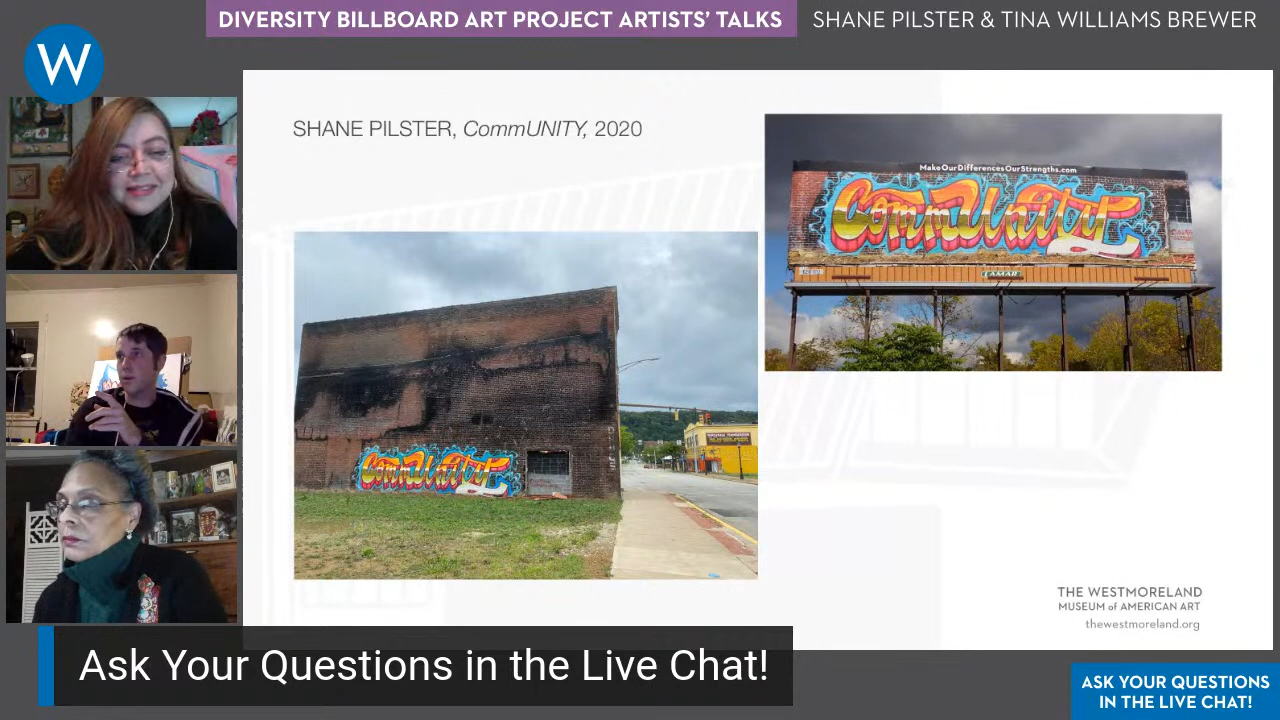 DIVERSITY BILLBOARD ART PROJECT ARTISTS' TALKS
SHANE PILSTER & TINA WILLIAMS BREWER
W
SHANE PILSTER, CommUNITY, 2020
MakeOurDifferencesOurStrengths.com
CommUnity
LAMAR
CommUnity
THE WESTMORELAND
MUSEUM of AMERICAN ART
thewestmoreland.org
Ask Your Questions in the Live Chat!
ASK YOUR QUESTIONS
IN THE LIVE CHAT!